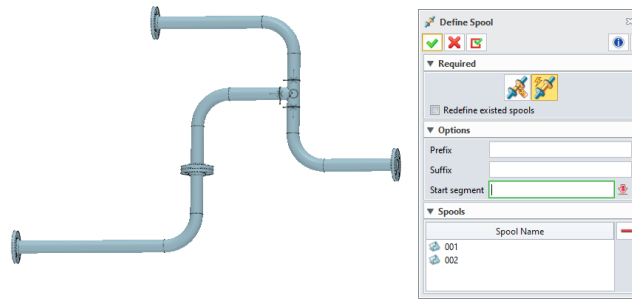 Define Spool
Required
Redefine existed spools
Options
Prefix
Suffix
Start segment
Spools
Spool Name
001
002